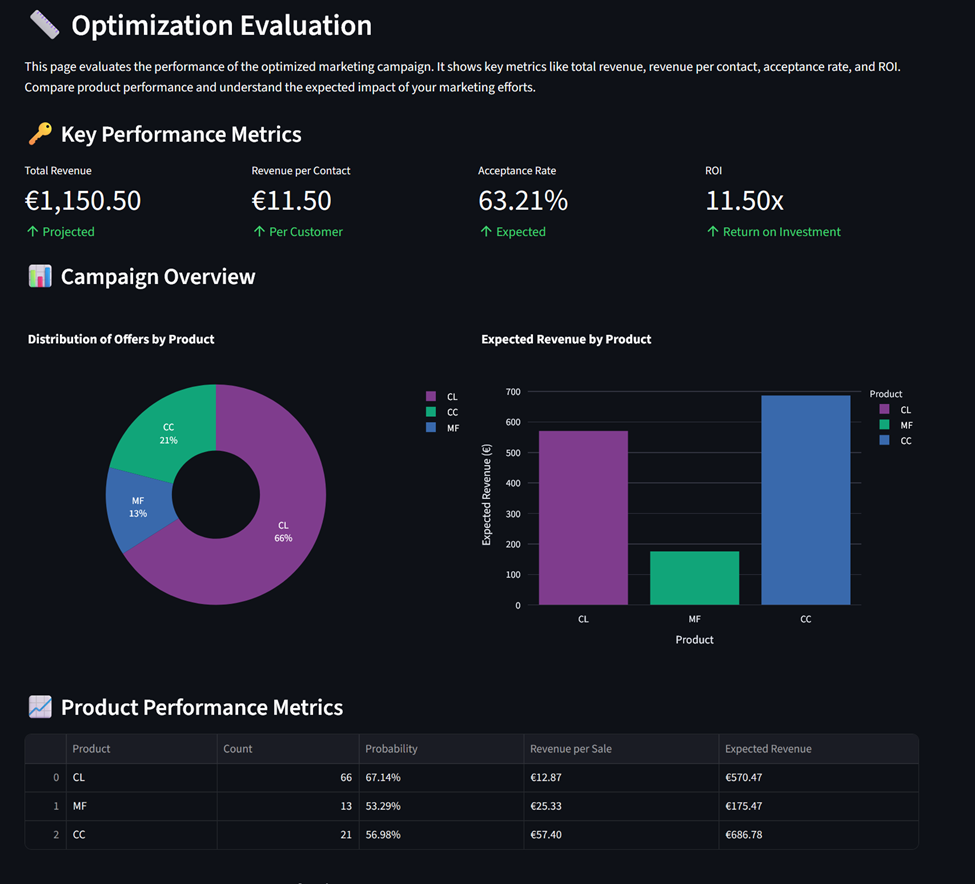 Optimization Evaluation
This page evaluates the performance of the optimized marketing campaign. It shows key metrics like total revenue, revenue per contact, acceptance rate, and ROI.
Compare product performance and understand the expected impact of your marketing efforts.
Key Performance Metrics
Total Revenue
€1,150.50
↑ Projected
Revenue per Contact
€11.50
↑ Per Customer
Acceptance Rate
63.21%
↑ Expected
ROI
11.50x
↑ Return on Investment
Campaign Overview
Distribution of Offers by Product
CC
21%
MF
13%
CL
66%
CL
CC
MF
Expected Revenue by Product
Expected Revenue (€)
700
600
500
400
300
200
100
0
CL MF CC
Product
Product
CL
MF
CC
Product Performance Metrics
Product Count Probability Revenue per Sale Expected Revenue
0 CL 66 67.14% €12.87 €570.47
1 MF 13 53.29% €25.33 €175.47
2 CC 21 56.98% €57.40 €686.78